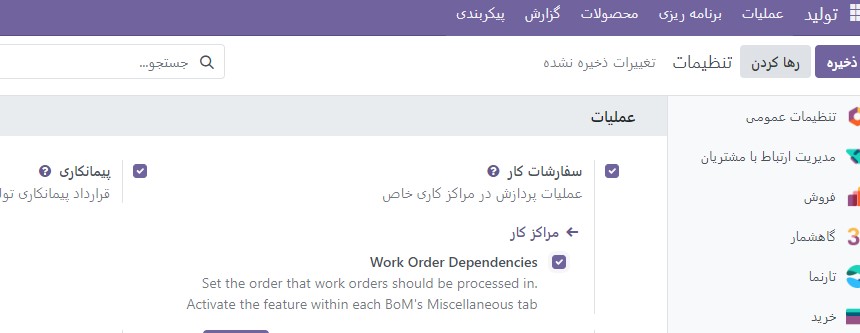 تولید عملیات برنامه ریزی محصولات گزارش پیکربندی
ذخیره رها کردن تنظیمات تغییرات ذخیره نشده جستجو...
تنظیمات عمومی
مدیریت ارتباط با مشتریان
فروش
گاهشمار
تارنما
خرید
عملیات
سفارشات کار
عملیات پردازش در مراکز کاری خاص
مراکز کار
Work Order Dependencies
Set the order that work orders should be processed in.
Activate the feature within each BoM's Miscellaneous tab
پیمانکاری
قرارداد پیمانکاری